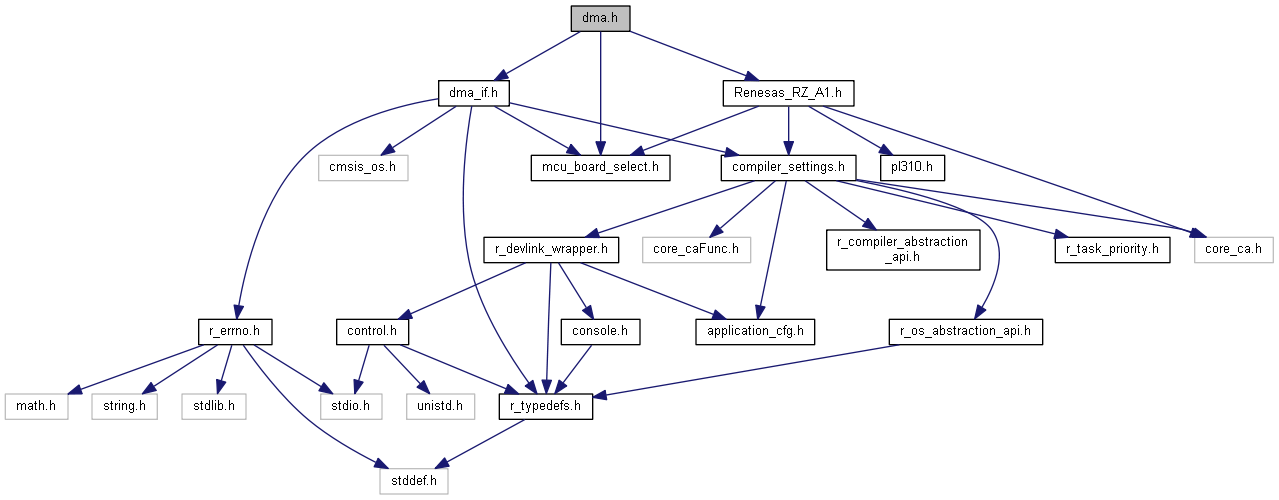 dma.h
dma_if.h
Renesas_RZ_A1.h
cmsis_os.h
mcu_board_select.h
compiler_settings.h
pl310.h
r_devlink_wrapper.h
core_caFunc.h
r_compiler_abstraction
_api.h
r_task_priority.h
core_ca.h
r_errno.h
control.h
console.h
application_cfg.h
r_os_abstraction_api.h
math.h
string.h
stdlib.h
stdio.h
unistd.h
r_typedefs.h
stddef.h